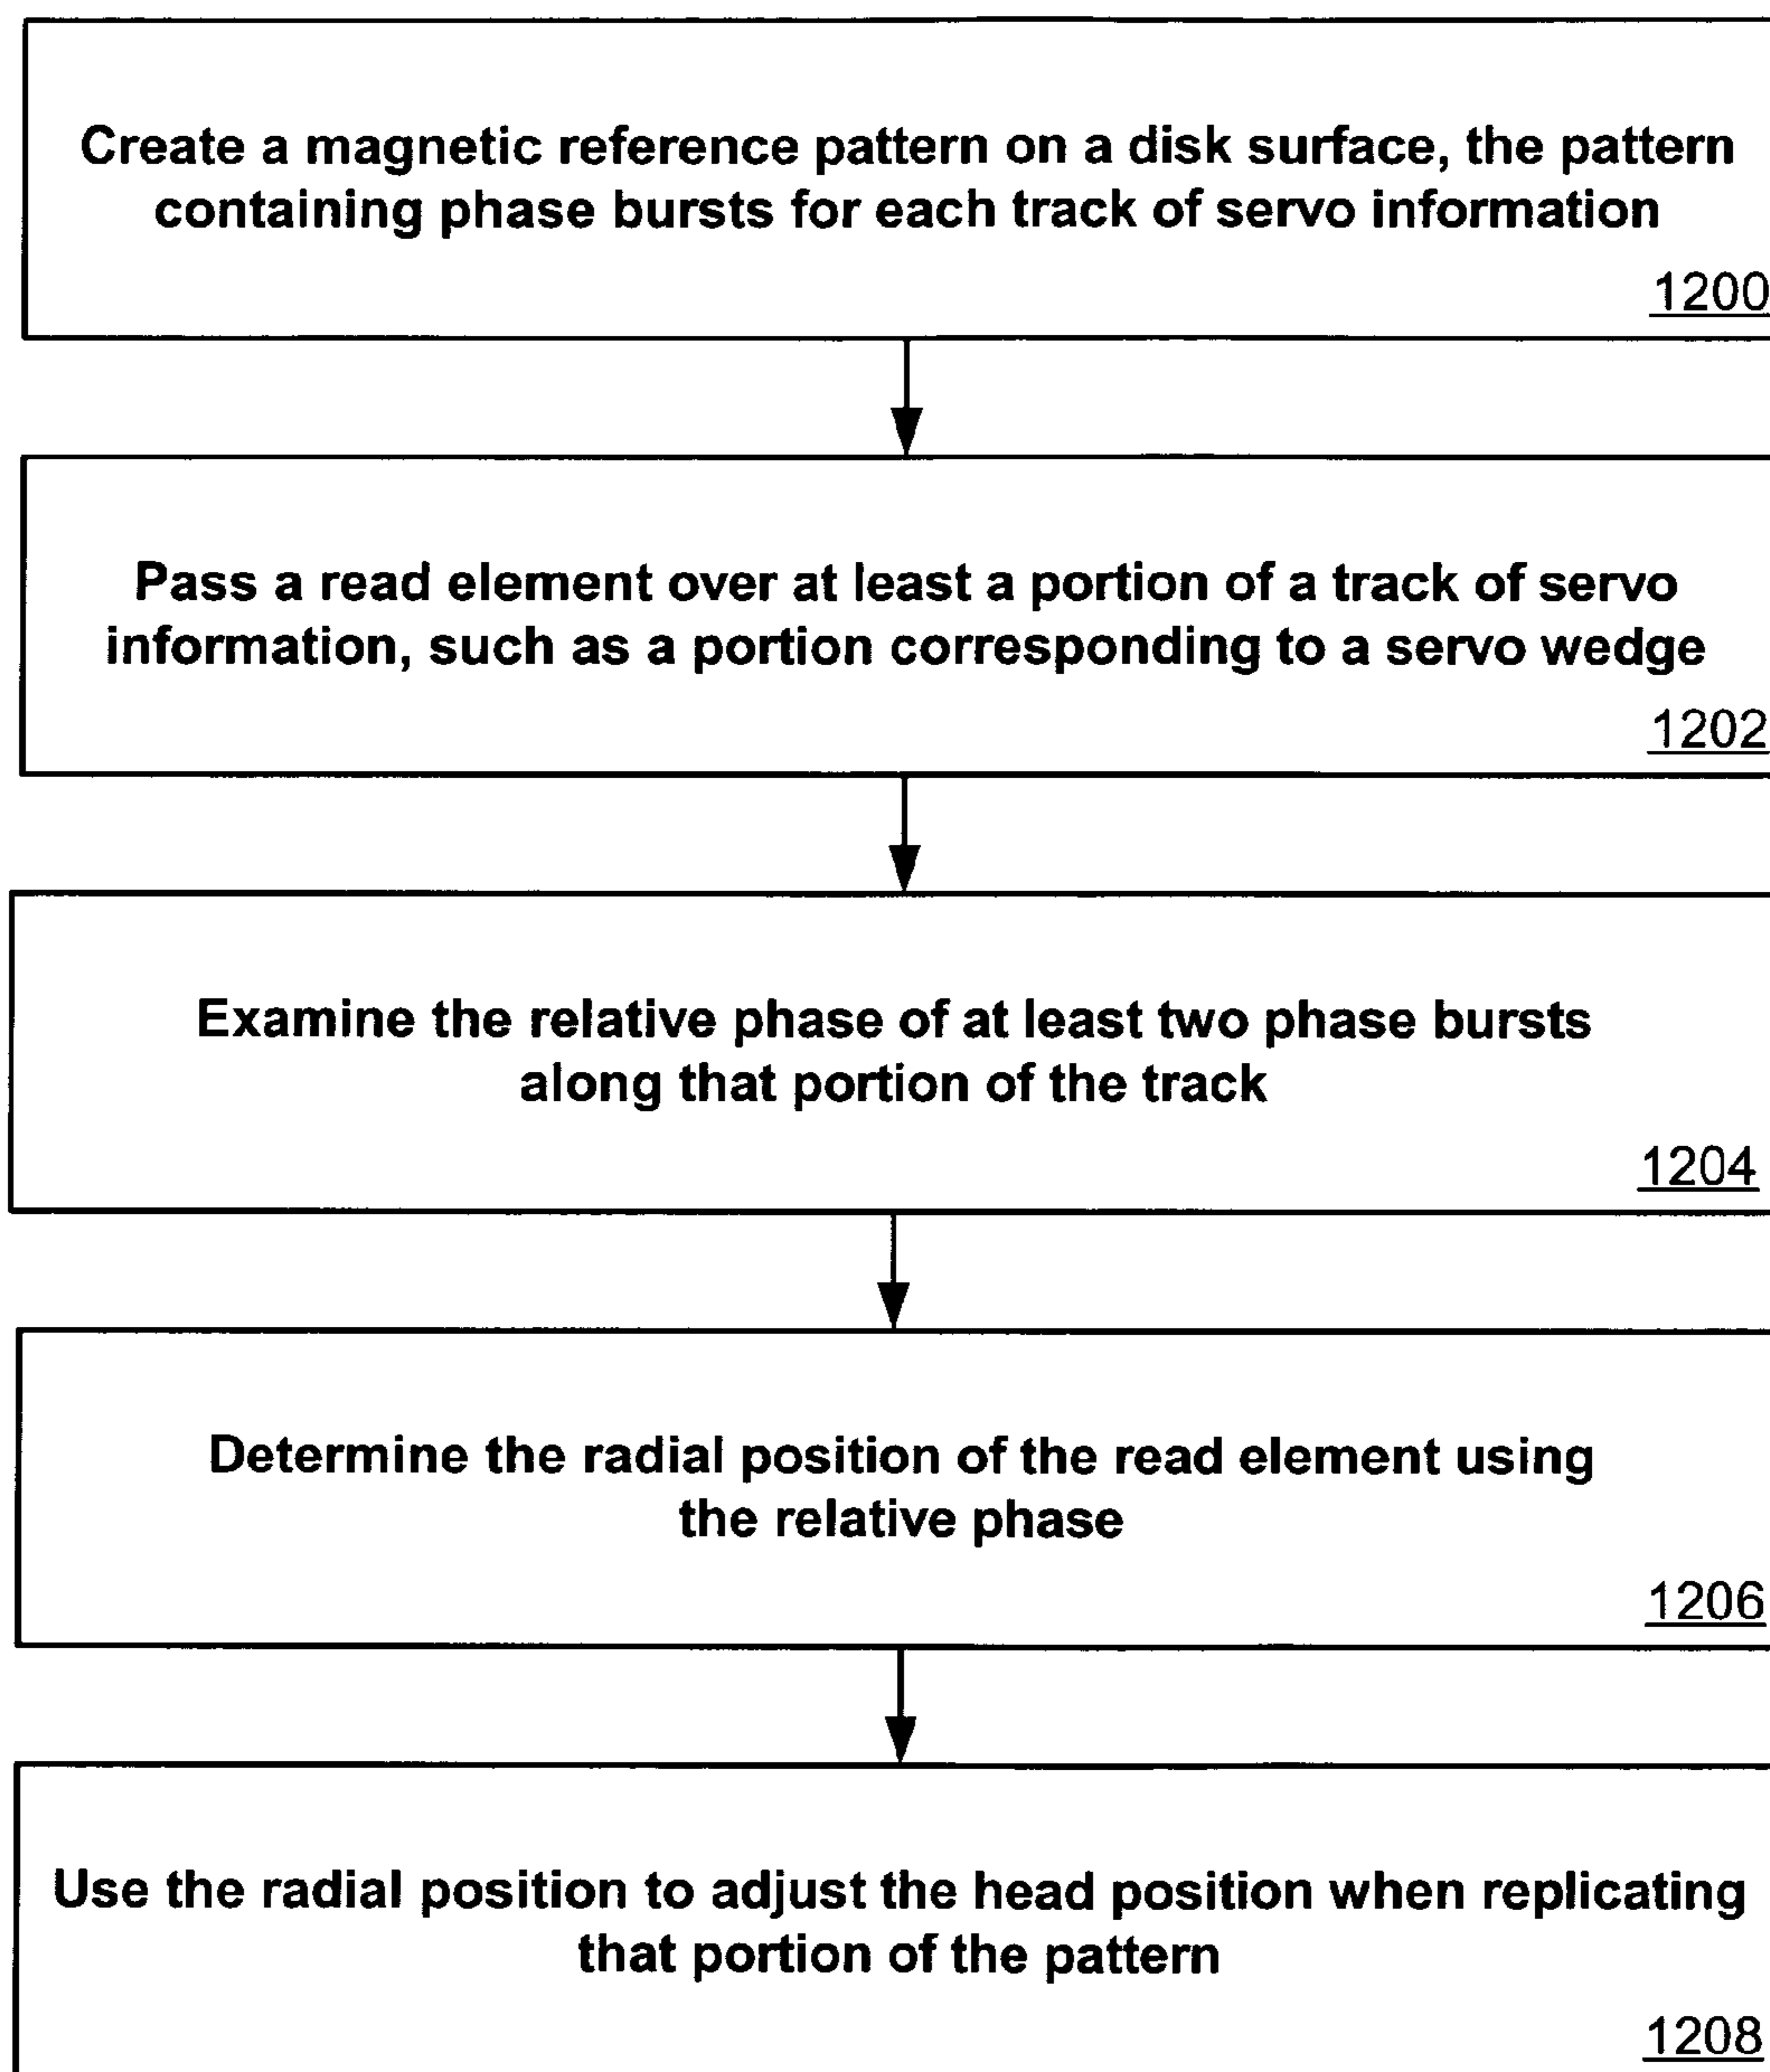 Create a magnetic reference pattern on a disk surface, the pattern
containing phase bursts for each track of servo information
1200
Pass a read element over at least a portion of a track of servo
information, such as a portion corresponding to a servo wedge
1202
Examine the relative phase of at least two phase bursts
along that portion of the track
1204
Determine the radial position of the read element using
the relative phase
1206
Use the radial position to adjust the head position when replicating
that portion of the pattern
1208